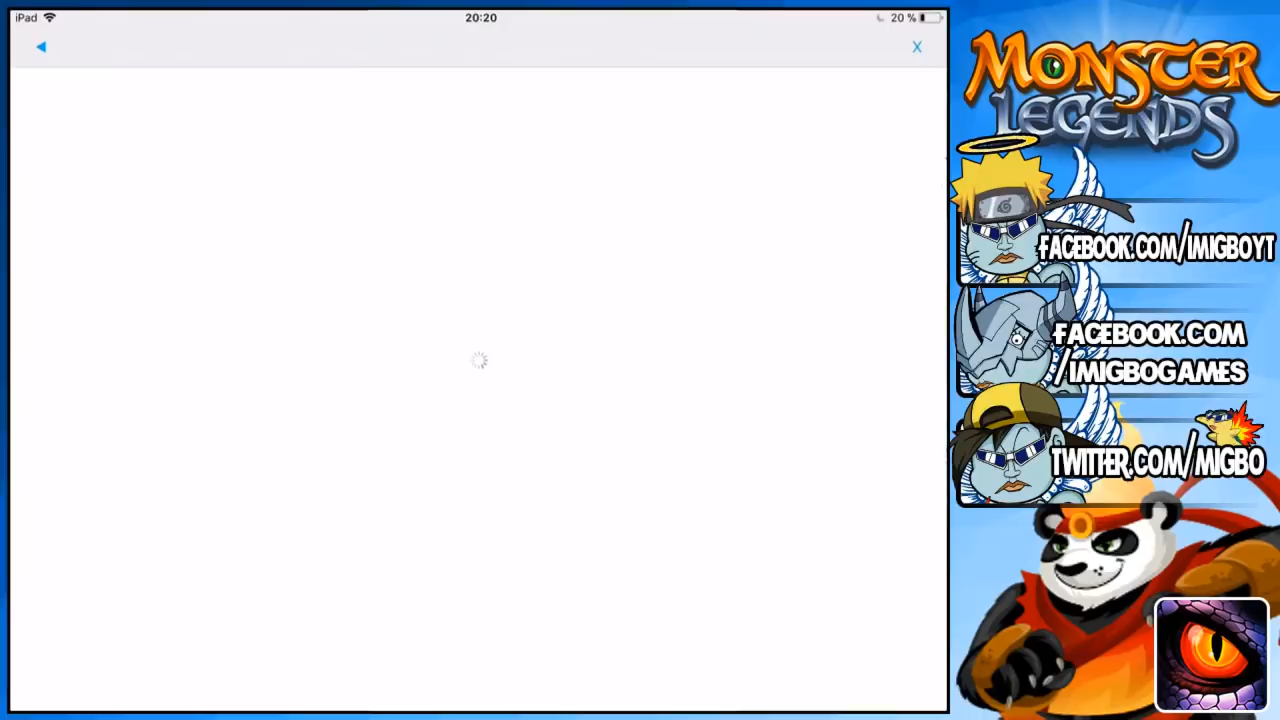 iPad
20:20
20 %
X
MONSTER
LEGENDS
FACEBOOK.COM/IMIGBOYT
FACEBOOK.COM
/IMIGBOGAMES
TWITTER.COM/MIGBO